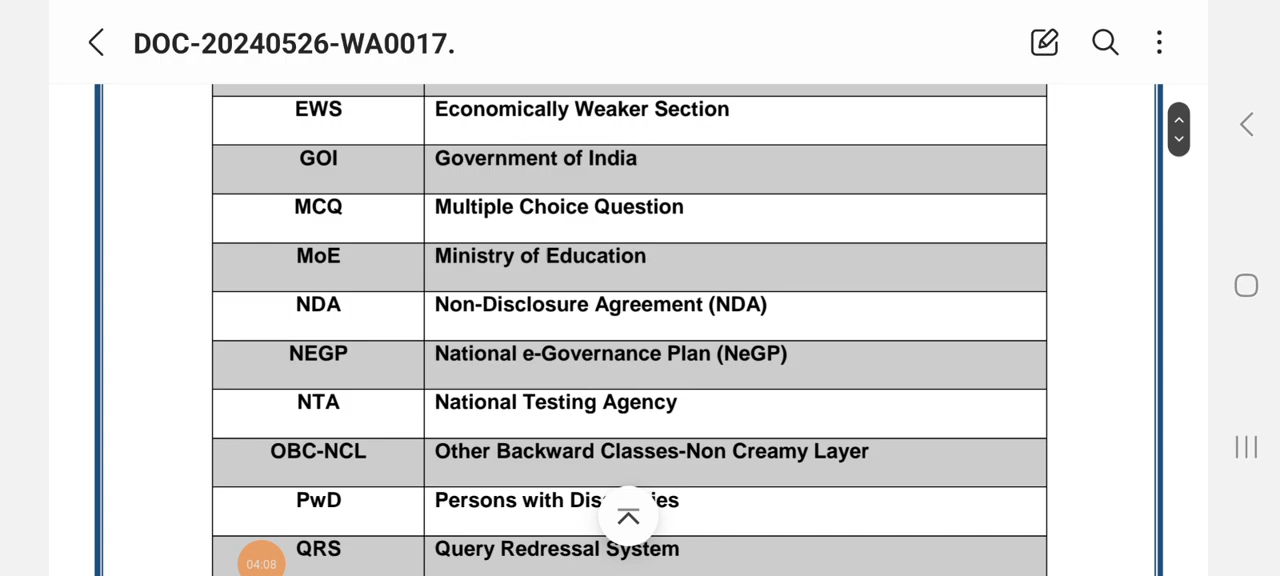 DOC-20240526-WA0017.
EWS Economically Weaker Section
GOI Government of India
MCQ Multiple Choice Question
MoE Ministry of Education
NDA Non-Disclosure Agreement (NDA)
NEGP National e-Governance Plan (NeGP)
NTA National Testing Agency
OBC-NCL Other Backward Classes-Non Creamy Layer
PwD Persons with
QRS Query Redressal System
04:08